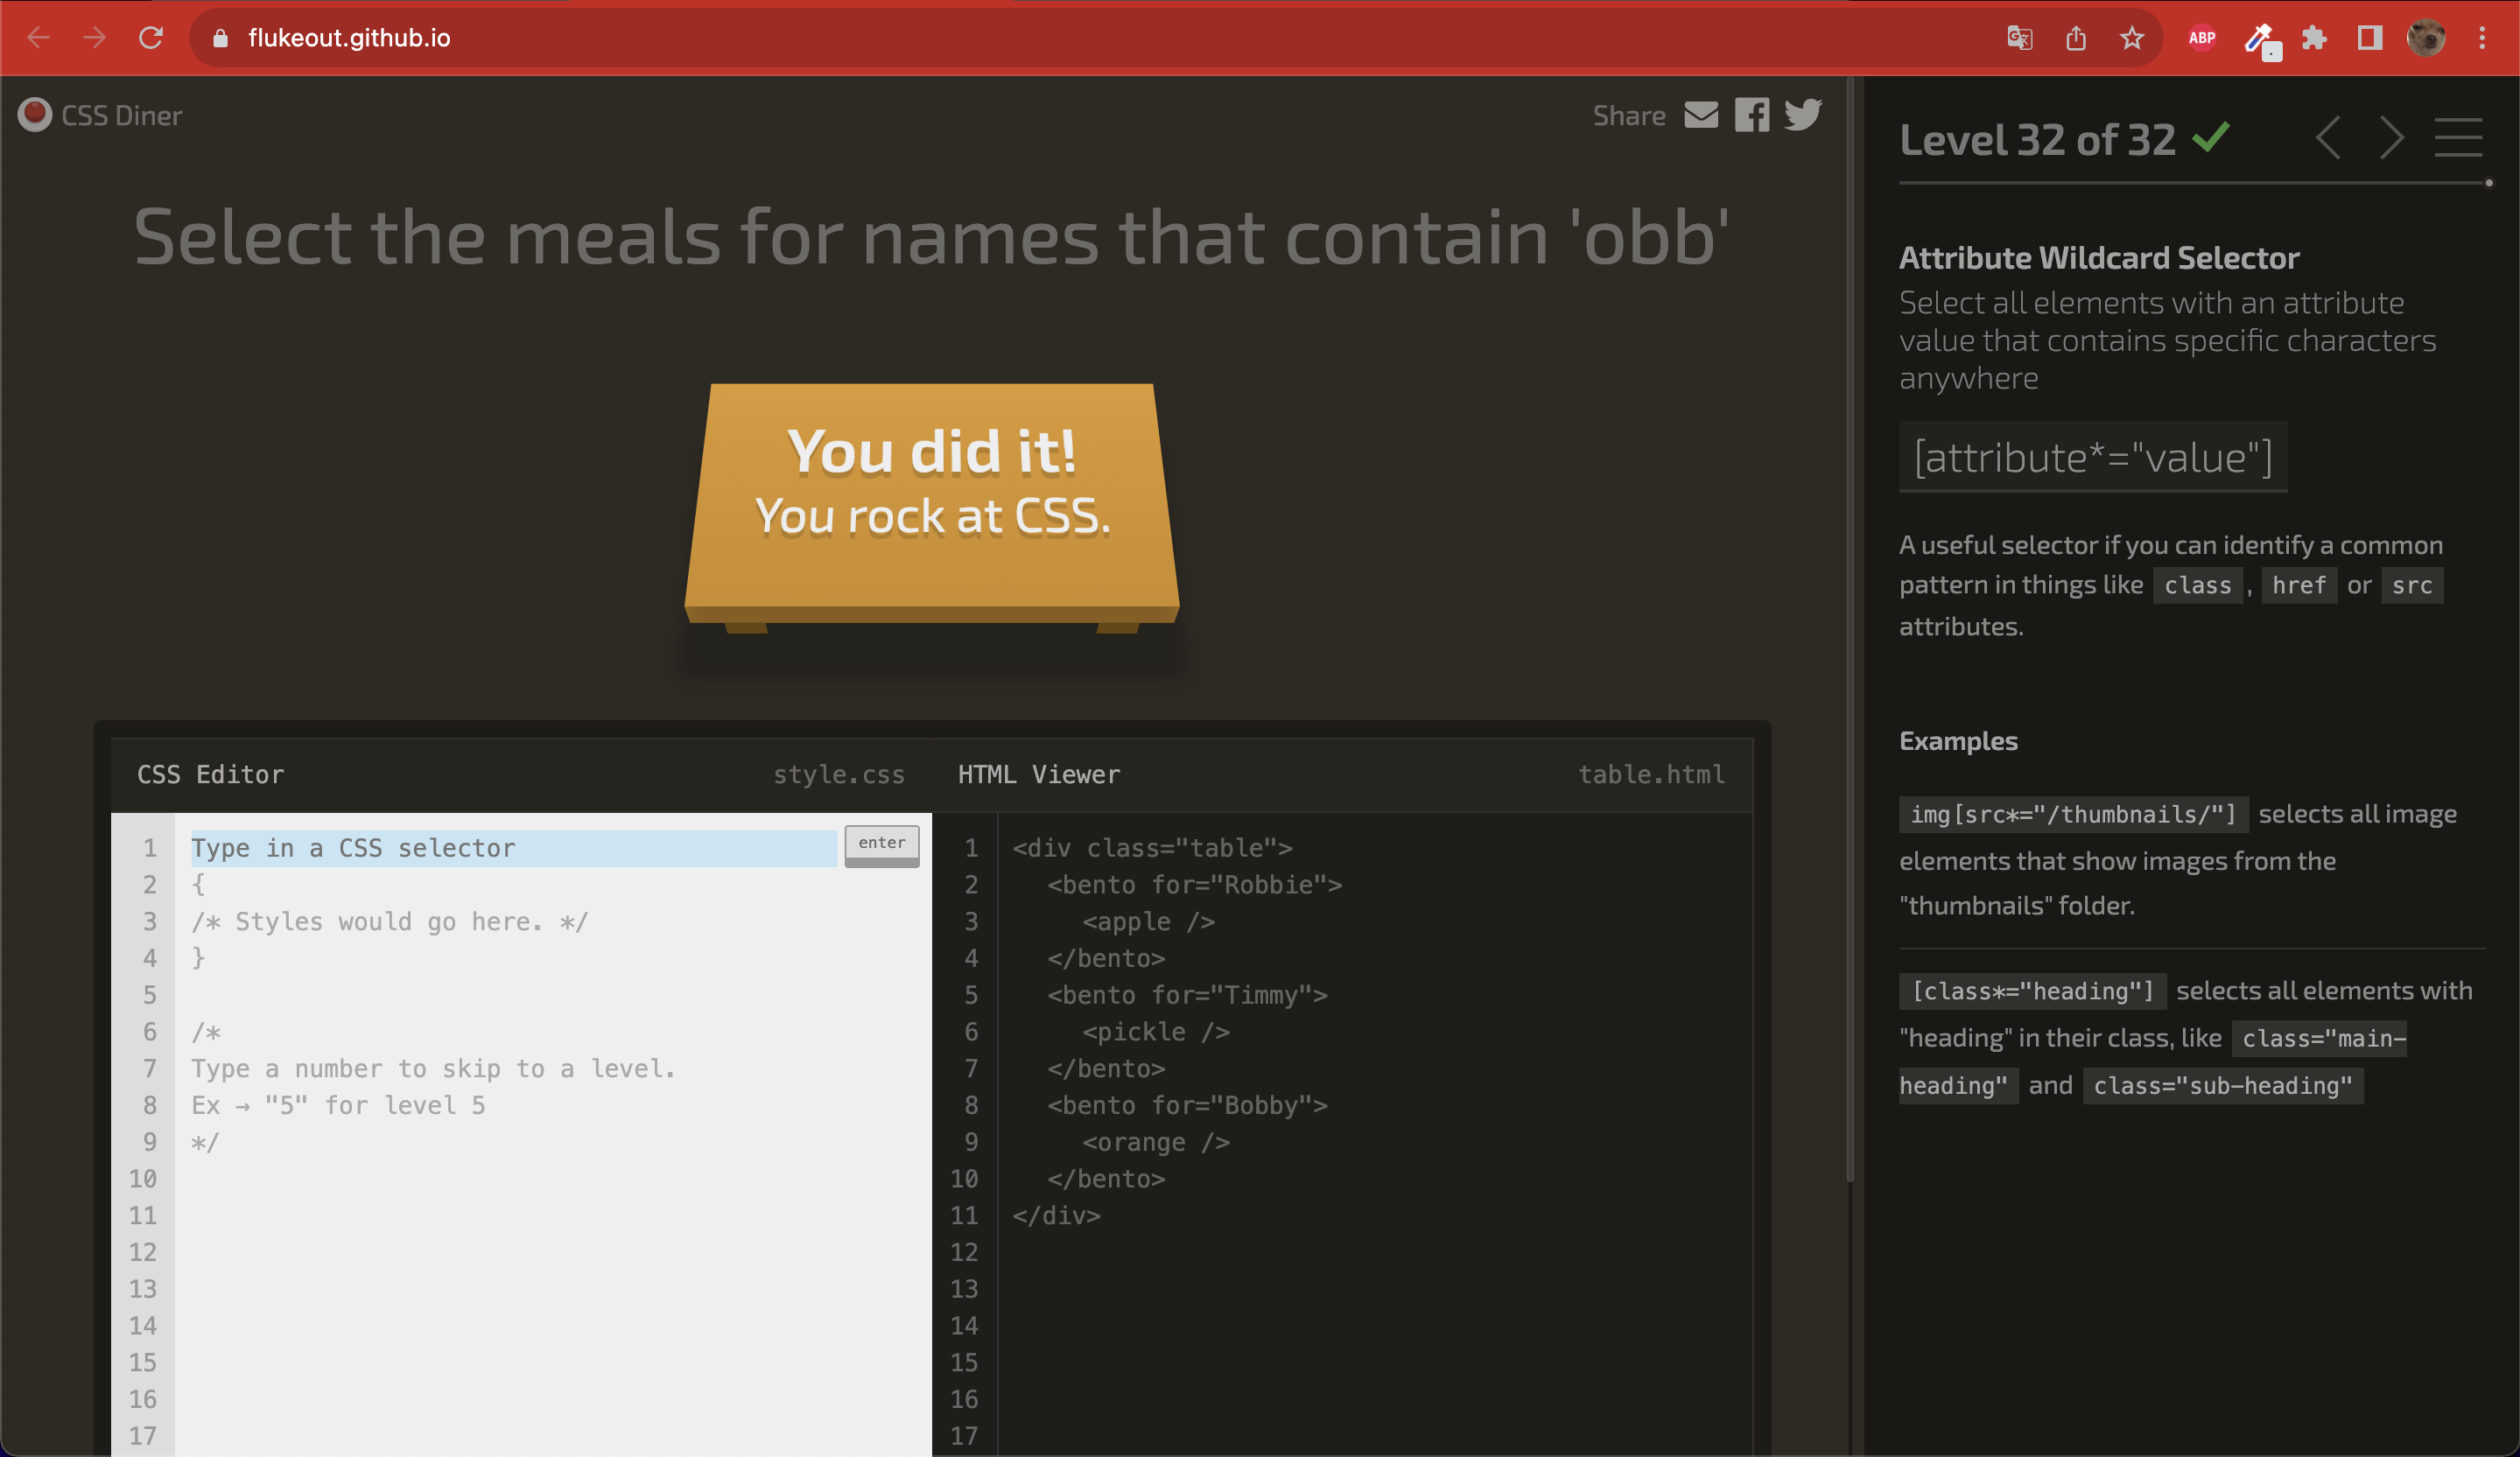 flukeout.github.io
ABP
CSS Diner
Share
Select the meals for names that contain 'obb'
You did it!
You rock at CSS.
CSS Editor
style.css
HTML Viewer
table.html
1 Type in a CSS selector
enter
2 {
3 /* Styles would go here. */
4 }
5
6 /*
7 Type a number to skip to a level.
8 Ex → "5" for level 5
9 */
10
11
12
13
14
15
16
17
1 <div class="table">
2 <bento for="Robbie">
3 <apple />
4 </bento>
5 <bento for="Timmy">
6 <pickle />
7 </bento>
8 <bento for="Bobby">
9 <orange />
10 </bento>
11 </div>
12
13
14
15
16
17
Level 32 of 32
Attribute Wildcard Selector
Select all elements with an attribute
value that contains specific characters
anywhere
[attribute*="value"]
A useful selector if you can identify a common
pattern in things like class , href or src
attributes.
Examples
img[src*="/thumbnails/"] selects all image
elements that show images from the
"thumbnails" folder.
[class*="heading"] selects all elements with
"heading" in their class, like class="main-
heading" and class="sub-heading"